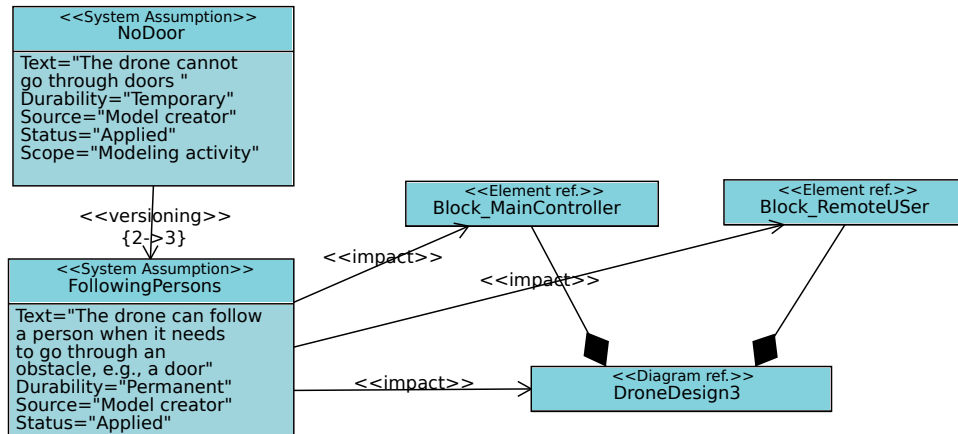 <<System Assumption>>
NoDoor
Text="The drone cannot
go through doors "
Durability="Temporary"
Source="Model creator"
Status="Applied"
Scope="Modeling activity"
<<versioning>>
{2->3}
<<System Assumption>>
FollowingPersons
Text="The drone can follow
a person when it needs
to go through an
obstacle, e.g., a door"
Durability="Permanent"
Source="Model creator"
Status="Applied"
<<Element ref.>>
Block_MainController
<<Element ref.>>
Block_RemoteUSer
<<impact>>
<<impact>>
<<impact>>
<<Diagram ref.>>
DroneDesign3